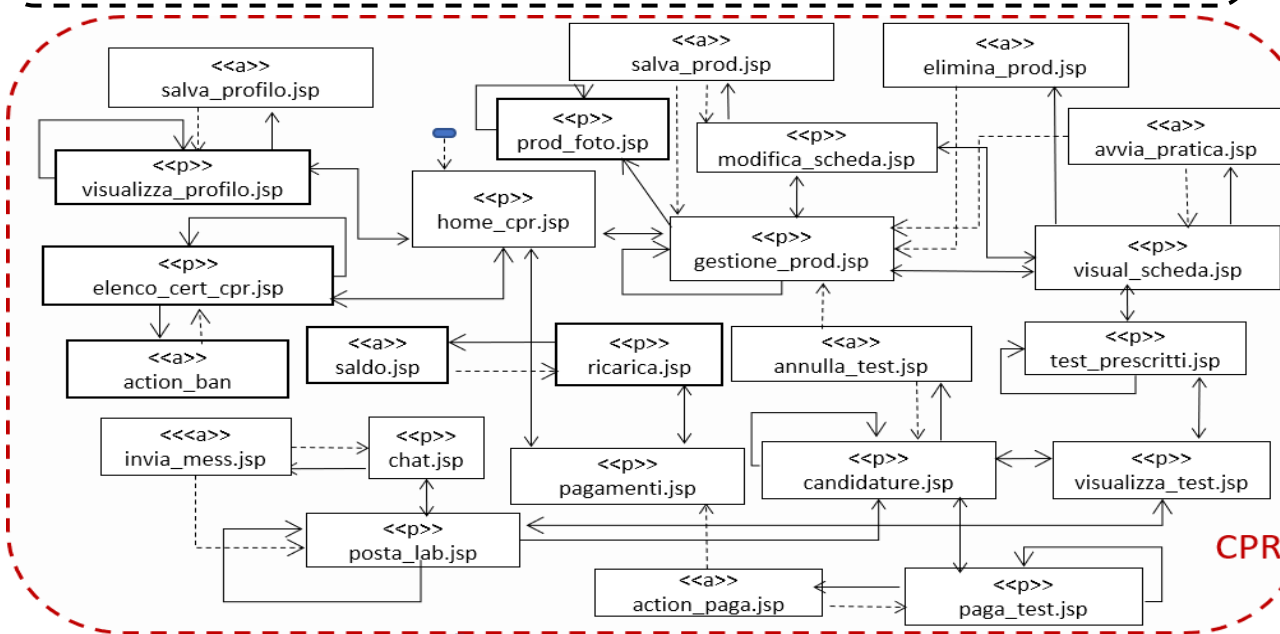 <<a>>
salva_profilo.jsp
<<a>>
salva_prod.jsp
<<a>>
elimina_prod.jsp
<<p>>
prod_foto.jsp
<<p>>
modifica_scheda.jsp
<<a>>
avvia_pratica.jsp
<<p>>
visualizza_profilo.jsp
<<p>>
home_cpr.jsp
<<p>>
gestione_prod.jsp
<<p>>
visual_scheda.jsp
<<p>>
elenco_cert_cpr.jsp
<<a>>
action_ban
<<a>>
saldo.jsp
<<p>>
ricarica.jsp
<<a>>
annulla_test.jsp
<<p>>
test_prescritti.jsp
<<<a>>
invia_mess.jsp
<<p>>
chat.jsp
<<p>>
pagamenti.jsp
<<p>>
candidature.jsp
<<p>>
visualizza_test.jsp
<<p>>
posta_lab.jsp
CPR
<<a>>
action_paga.jsp
<<p>>
paga_test.jsp